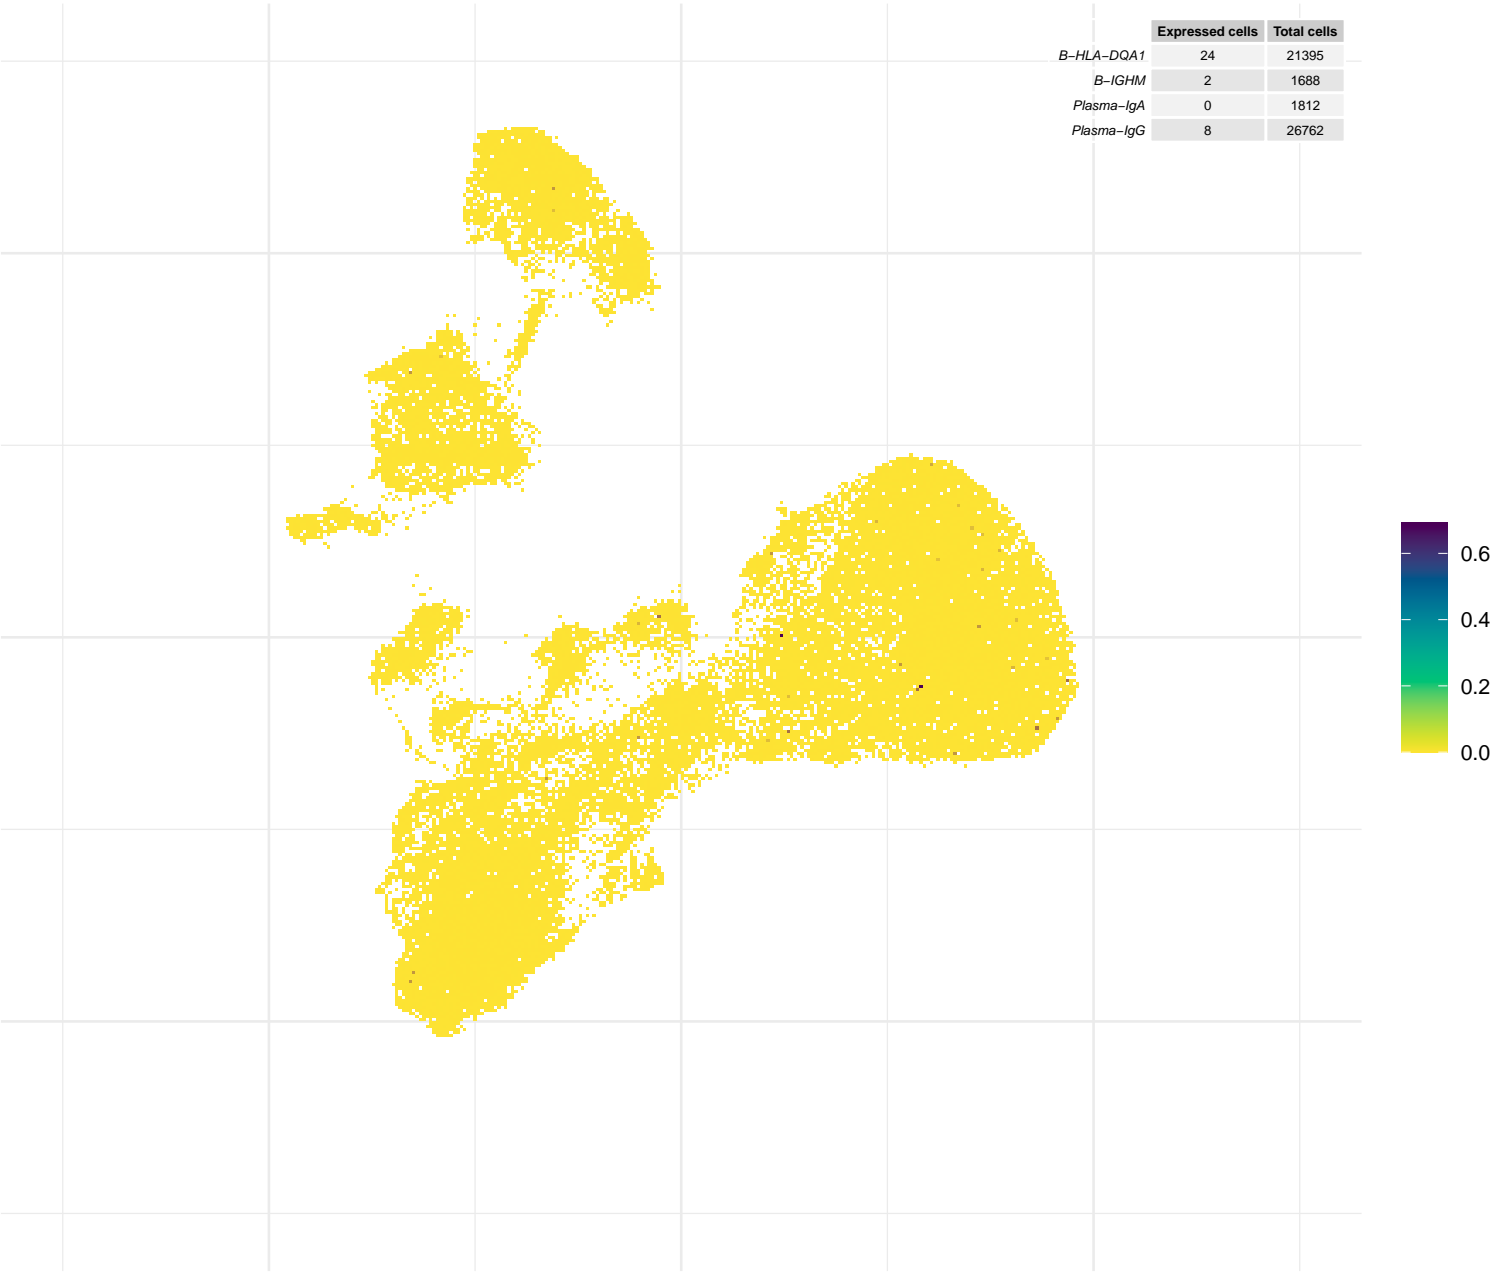 Expressed cells Total cells
B−HLA−DQA1 24 21395
B−IGHM 2 1688
Plasma−IgA 0 1812
Plasma−IgG 8 26762
0.6
0.4
0.2
0.0